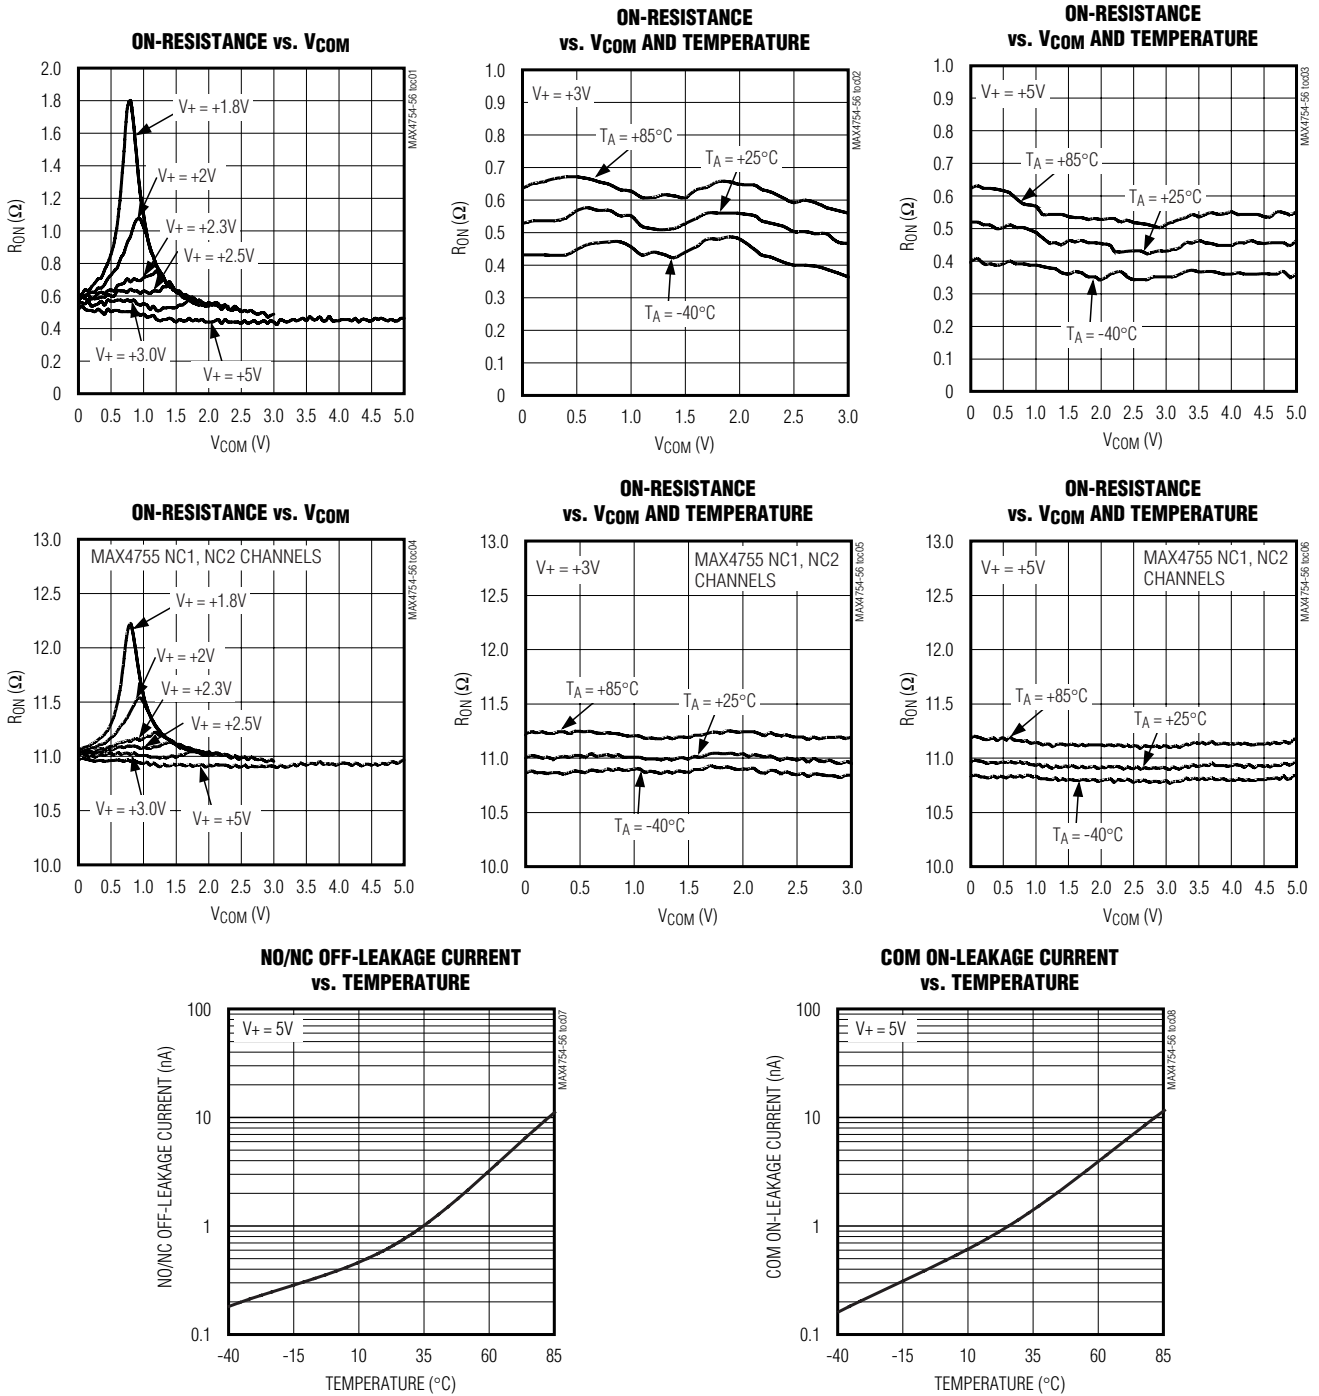 ON-RESISTANCE vs. VCOM
2.0
1.8
1.6
1.4
1.2
1.0
0.8
0.6
0.4
0.2
0
RON (Ω)
V+ = +1.8V
V+ = +2V
V+ = +2.3V
V+ = +2.5V
V+ = +3.0V
V+ = +5V
MAX4754-56 toc01
0 0.5 1.0 1.5 2.0 2.5 3.0 3.5 4.0 4.5 5.0
VCOM (V)
ON-RESISTANCE
vs. VCOM AND TEMPERATURE
1.0
0.9
0.8
0.7
0.6
0.5
0.4
0.3
0.2
0.1
0
RON (Ω)
V+ = +3V
TA = +85°C
TA = +25°C
TA = -40°C
MAX4754-56 toc02
0 0.5 1.0 1.5 2.0 2.5 3.0
VCOM (V)
ON-RESISTANCE
vs. VCOM AND TEMPERATURE
1.0
0.9
0.8
0.7
0.6
0.5
0.4
0.3
0.2
0.1
0
RON (Ω)
V+ = +5V
TA = +85°C
TA = +25°C
TA = -40°C
MAX4754-56 toc03
0 0.5 1.0 1.5 2.0 2.5 3.0 3.5 4.0 4.5 5.0
VCOM (V)
ON-RESISTANCE vs. VCOM
13.0
12.5
12.0
11.5
11.0
10.5
10.0
RON (Ω)
MAX4755 NC1, NC2 CHANNELS
V+ = +1.8V
V+ = +2V
V+ = +2.3V
V+ = +2.5V
V+ = +3.0V
V+ = +5V
MAX4754-56 toc04
0 0.5 1.0 1.5 2.0 2.5 3.0 3.5 4.0 4.5 5.0
VCOM (V)
ON-RESISTANCE
vs. VCOM AND TEMPERATURE
13.0
12.5
12.0
11.5
11.0
10.5
10.0
RON (Ω)
V+ = +3V
MAX4755 NC1, NC2
CHANNELS
TA = +85°C
TA = +25°C
TA = -40°C
MAX4754-56 toc05
0 0.5 1.0 1.5 2.0 2.5 3.0
VCOM (V)
ON-RESISTANCE
vs. VCOM AND TEMPERATURE
13.0
12.5
12.0
11.5
11.0
10.5
10.0
RON (Ω)
V+ = +5V
MAX4755 NC1, NC2
CHANNELS
TA = +85°C
TA = +25°C
TA = -40°C
MAX4754-56 toc06
0 0.5 1.0 1.5 2.0 2.5 3.0 3.5 4.0 4.5 5.0
VCOM (V)
NO/NC OFF-LEAKAGE CURRENT
vs. TEMPERATURE
100
10
1
0.1
NO/NC OFF-LEAKAGE CURRENT (nA)
V+ = 5V
MAX4754-56 toc07
-40 -15 10 35 60 85
TEMPERATURE (°C)
COM ON-LEAKAGE CURRENT
vs. TEMPERATURE
100
10
1
0.1
COM ON-LEAKAGE CURRENT (nA)
V+ = 5V
MAX4754-56 toc08
-40 -15 10 35 60 85
TEMPERATURE (°C)